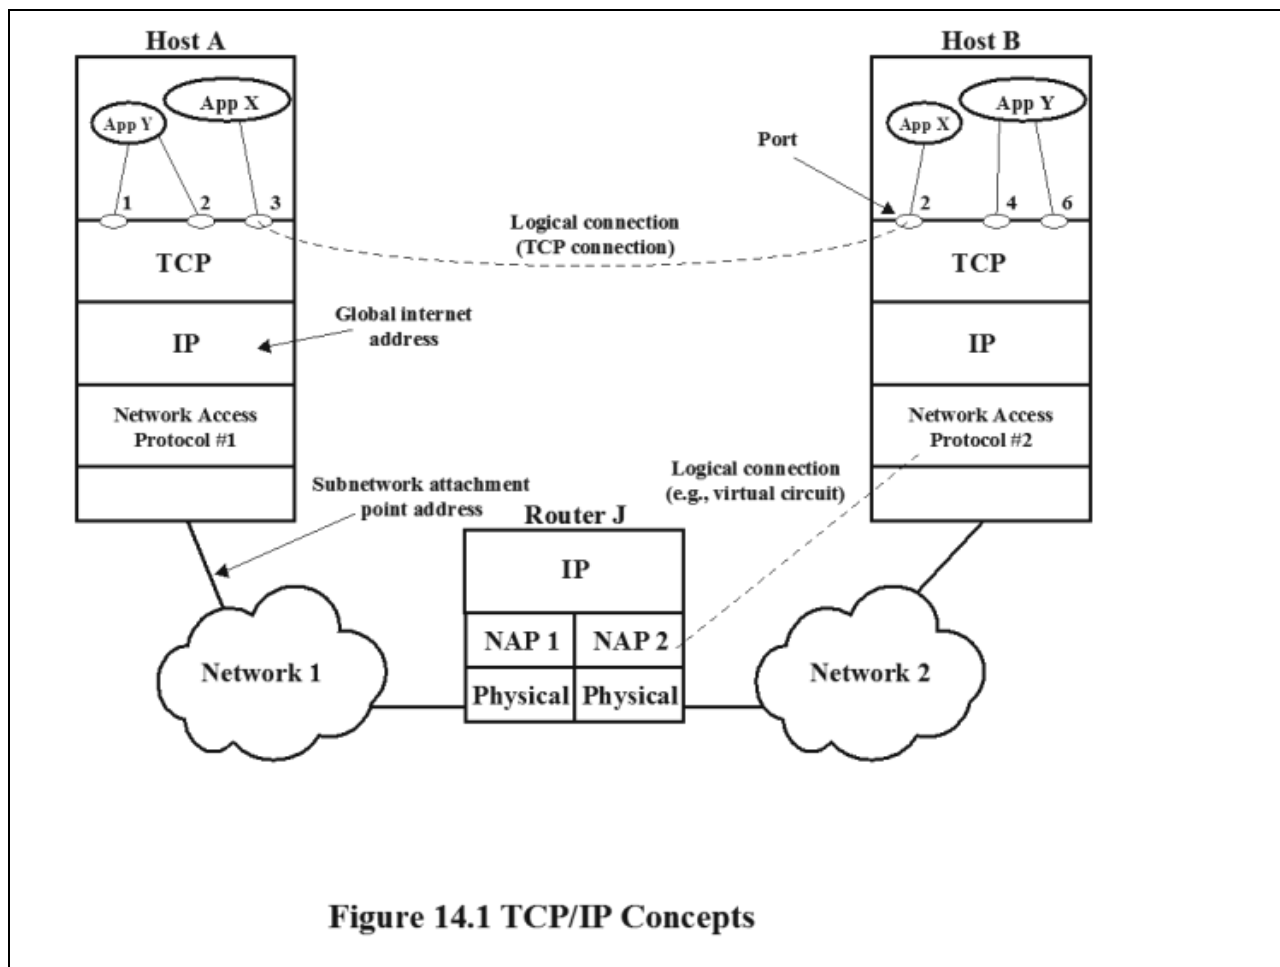 Host A
Host B
App X
App Y
App Y
App X
Port
1
2
3
2
4
6
Logical connection
(TCP connection)
TCP
TCP
Global internet
address
IP
IP
Network Access
Protocol #1
Network Access
Protocol #2
Logical connection
(e.g., virtual circuit)
Subnetwork attachment
point address
Router J
IP
NAP 1
NAP 2
Network 1
Network 2
Physical
Physical
Figure 14.1 TCP/IP Concepts